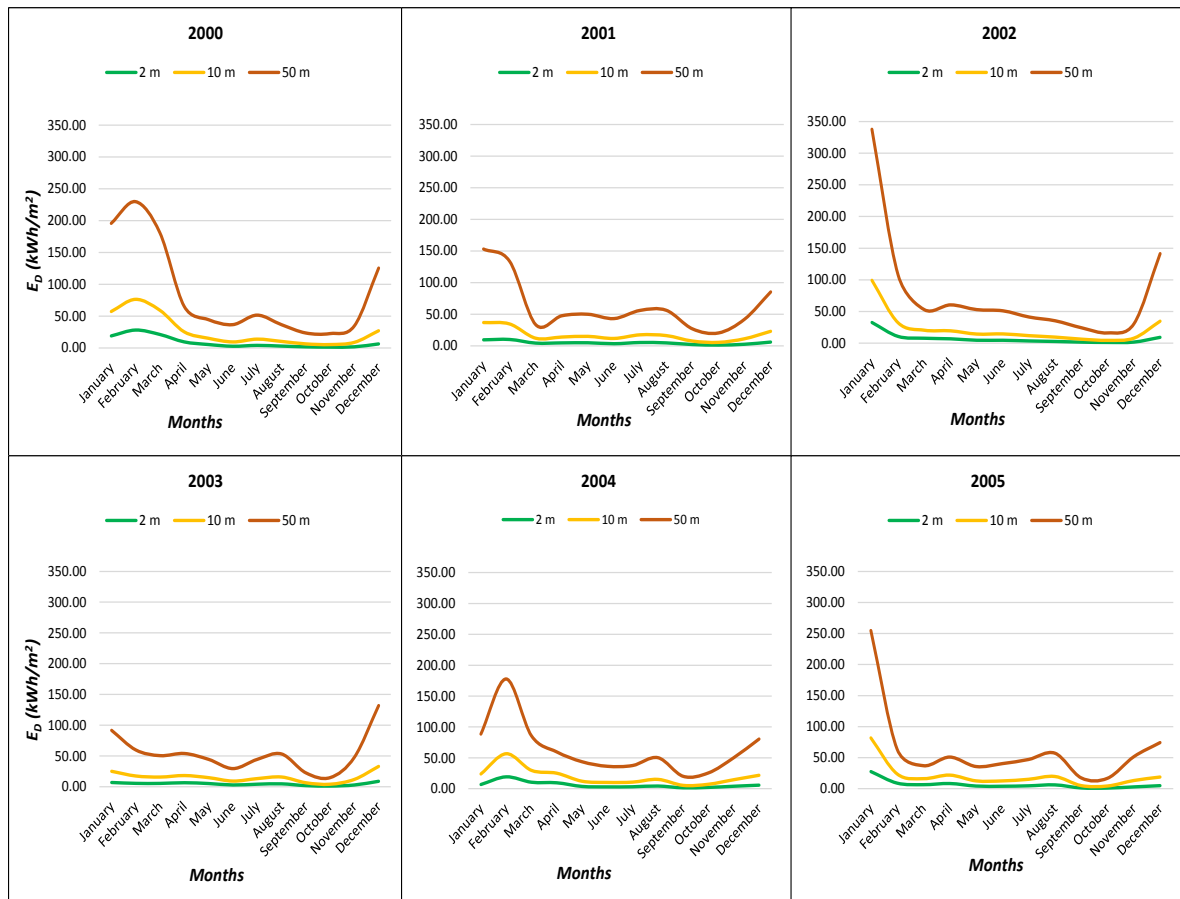 2000
2 m 10 m 50 m
E_D (kWh/m²)
350.00
300.00
250.00
200.00
150.00
100.00
50.00
0.00
January
February
March
April
May
June
July
August
September
October
November
December
Months
2001
2 m 10 m 50 m
350.00
300.00
250.00
200.00
150.00
100.00
50.00
0.00
January
February
March
April
May
June
July
August
September
October
November
December
Months
2002
2 m 10 m 50 m
350.00
300.00
250.00
200.00
150.00
100.00
50.00
0.00
January
February
March
April
May
June
July
August
September
October
November
December
Months
2003
2 m 10 m 50 m
E_D (kWh/m²)
350.00
300.00
250.00
200.00
150.00
100.00
50.00
0.00
January
February
March
April
May
June
July
August
September
October
November
December
Months
2004
2 m 10 m 50 m
350.00
300.00
250.00
200.00
150.00
100.00
50.00
0.00
January
February
March
April
May
June
July
August
September
October
November
December
Months
2005
2 m 10 m 50 m
350.00
300.00
250.00
200.00
150.00
100.00
50.00
0.00
January
February
March
April
May
June
July
August
September
October
November
December
Months